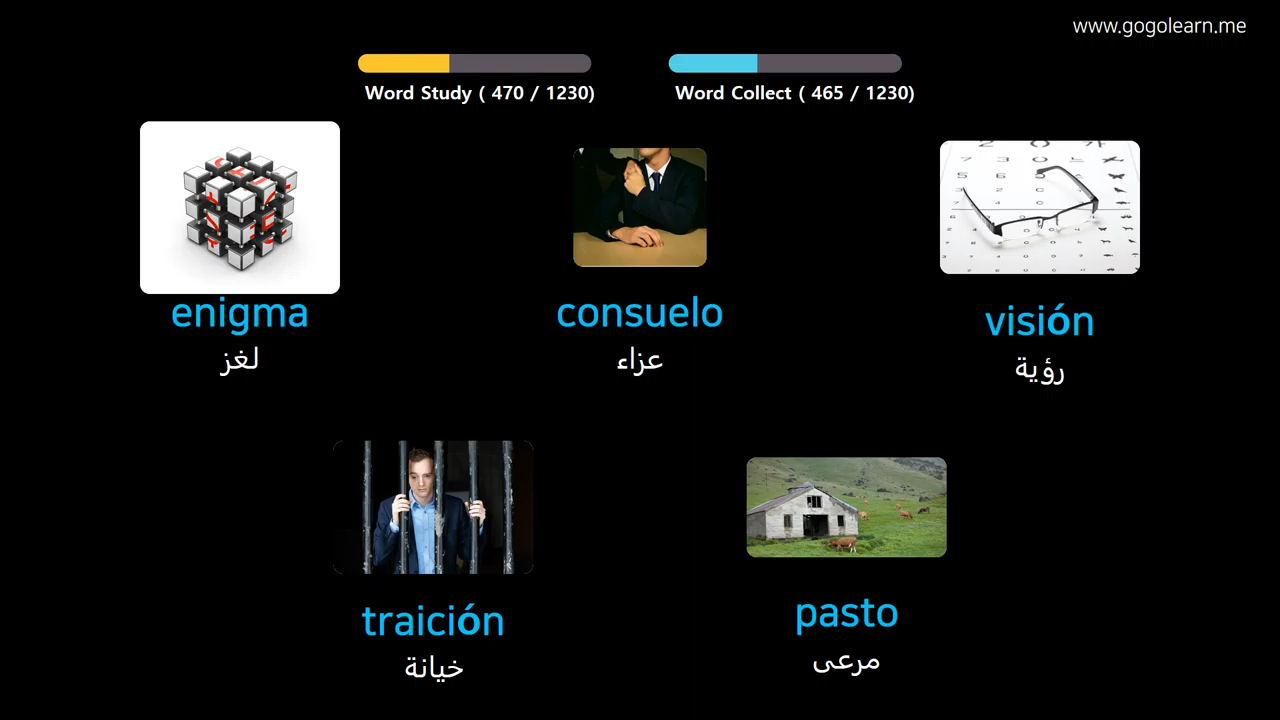 www.gogolearn.me
Word Study ( 470 / 1230)
Word Collect ( 465 / 1230)
enigma
لغز
consuelo
عزاء
visión
رؤية
traición
خيانة
pasto
مرعى